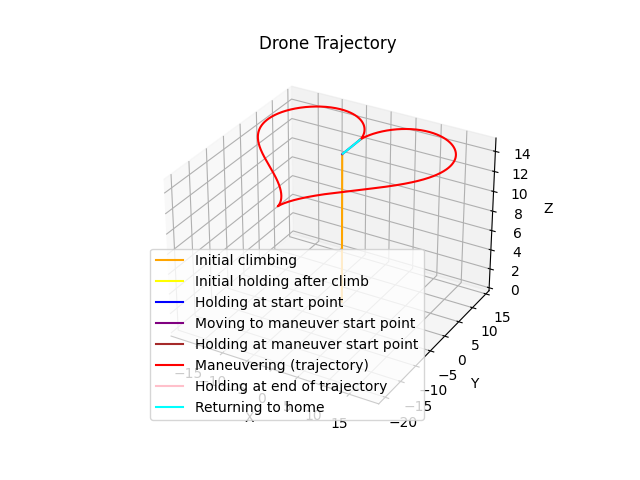 Drone Trajectory
14
12
10
8
6
4
2
0
Z
15
10
5
0
−5
−10
−15
−20
Y
−15
0
10
15
X
Initial climbing
Initial holding after climb
Holding at start point
Moving to maneuver start point
Holding at maneuver start point
Maneuvering (trajectory)
Holding at end of trajectory
Returning to home